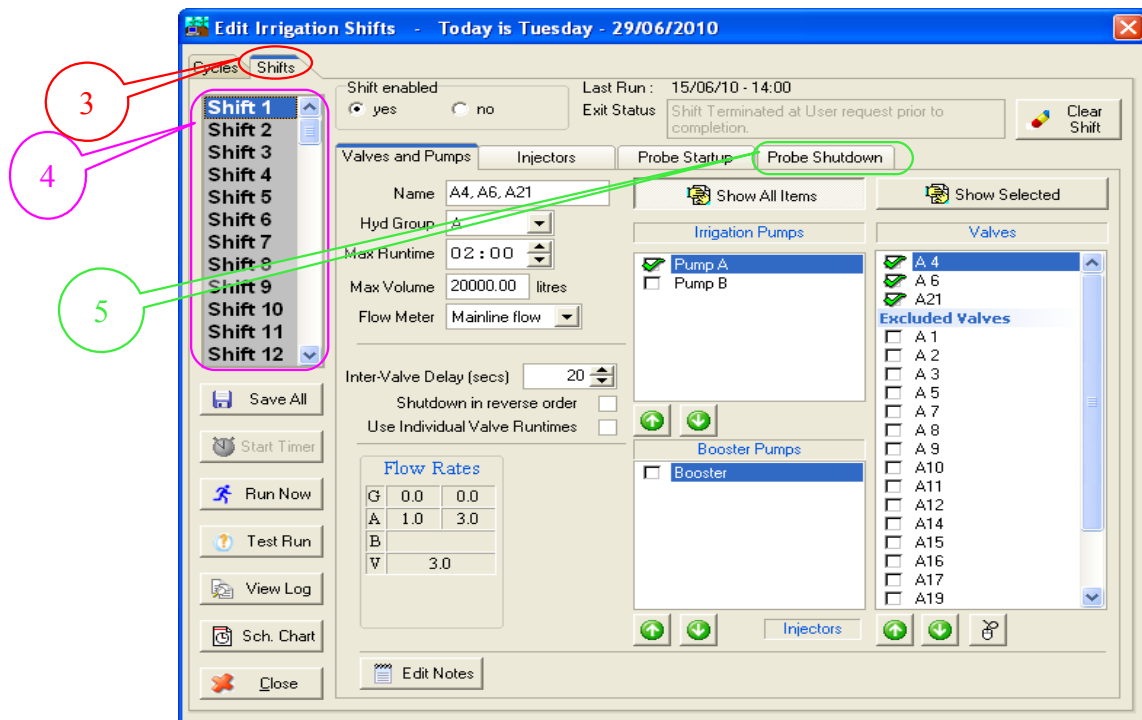 Edit Irrigation Shifts - Today is Tuesday - 29/06/2010
Cycles Shifts
3
4
5
Shift 1
Shift 2
Shift 3
Shift 4
Shift 5
Shift 6
Shift 7
Shift 8
Shift 9
Shift 10
Shift 11
Shift 12
Save All
Start Timer
Run Now
Test Run
View Log
Sch. Chart
Close
Shift enabled
yes no
Last Run : 15/06/10 - 14:00
Exit Status Shift Terminated at User request prior to
completion.
Clear
Shift
Valves and Pumps Injectors Probe Startup Probe Shutdown
Name A4, A6, A21
Hyd Group A
Max Runtime 02:00
Max Volume 20000.00 litres
Flow Meter Mainline flow
Inter-Valve Delay (secs) 20
Shutdown in reverse order
Use Individual Valve Runtimes
Flow Rates
G 0.0 0.0
A 1.0 3.0
B
V 3.0
Edit Notes
Show All Items
Irrigation Pumps
Pump A
Pump B
Booster Pumps
Booster
Injectors
Show Selected
Valves
A 4
A 6
A21
Excluded Valves
A 1
A 2
A 3
A 5
A 7
A 8
A 9
A10
A11
A12
A14
A15
A16
A17
A19